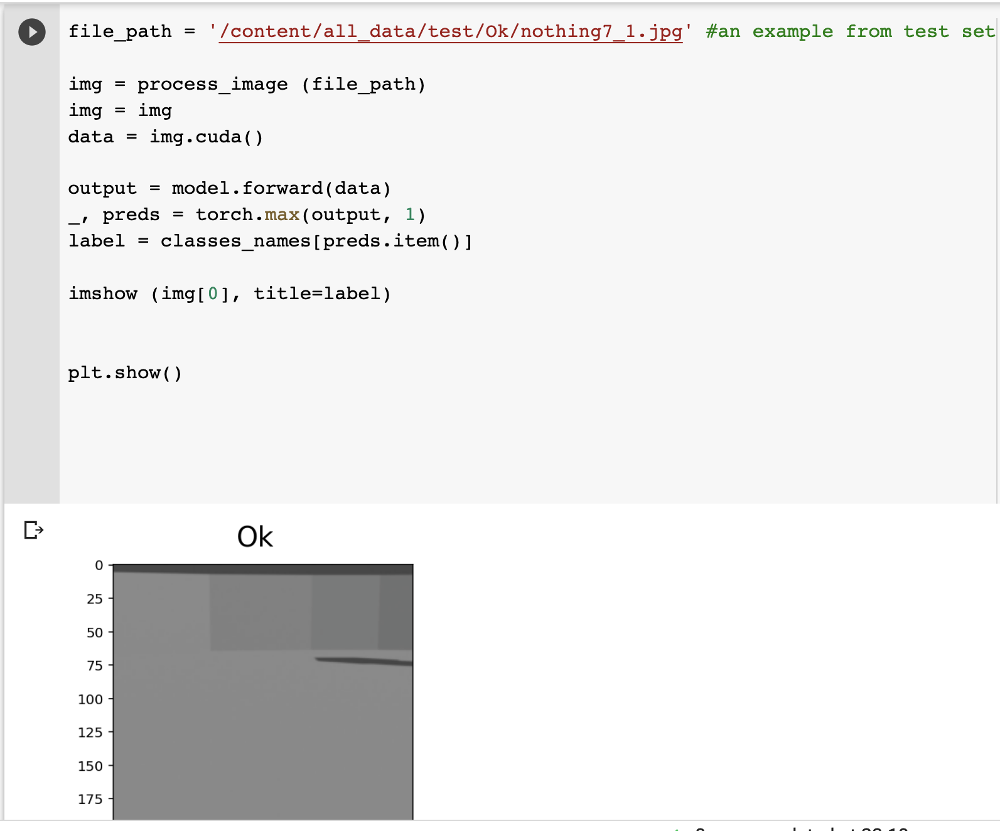 file_path = '/content/all_data/test/Ok/nothing7_1.jpg' #an example from test set
img = process_image (file_path)
img = img
data = img.cuda()
output = model.forward(data)
_, preds = torch.max(output, 1)
label = classes_names[preds.item()]
imshow (img[0], title=label)
plt.show()
Ok
0
25
50
75
100
125
150
175